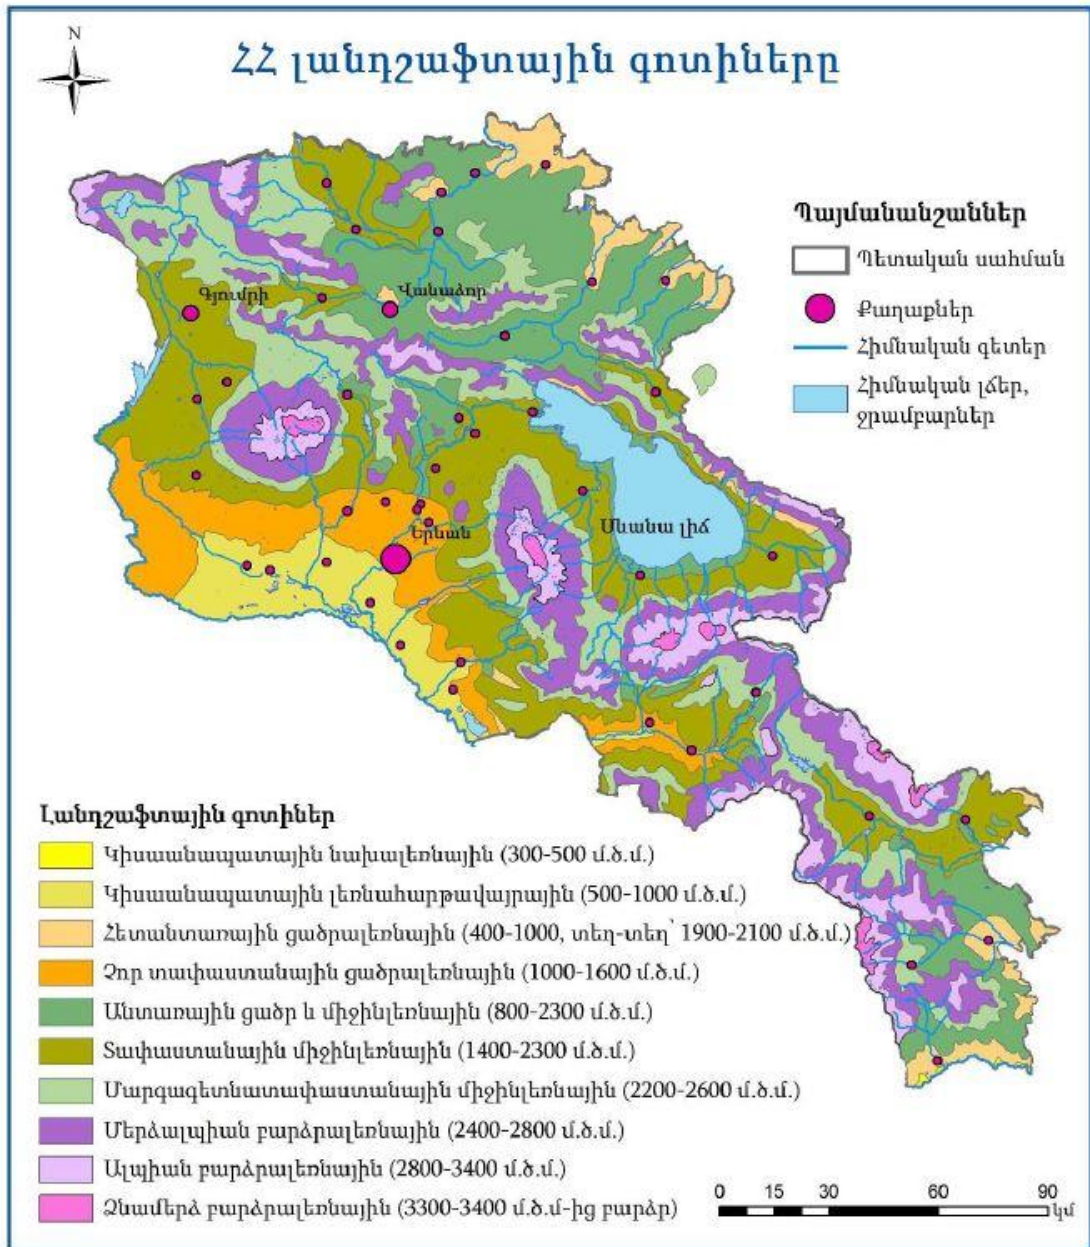 N
ՀՀ լանդշաֆտային գոտիները
Պայմանանշաններ
Պետական սահման
Քաղաքներ
Հիմնական գետեր
Հիմնական լճեր,
ջրամբարներ
Գյումրի
Վանաձոր
Երևան
Սևանա լիճ
Լանդշաֆտային գոտիներ
Կիսաանապատային նախալեռնային (300-500 մ.ծ.մ.)
Կիսաանապատային լեռնահարթավայրային (500-1000 մ.ծ.մ.)
Հետանտառային ցածրալեռնային (400-1000, տեղ-տեղ՝ 1900-2100 մ.ծ.մ.)
Չոր տափաստանային ցածրալեռնային (1000-1600 մ.ծ.մ.)
Անտառային ցածր և միջինլեռնային (800-2300 մ.ծ.մ.)
Տափաստանային միջինլեռնային (1400-2300 մ.ծ.մ.)
Մարգագետնատափաստանային միջինլեռնային (2200-2600 մ.ծ.մ.)
Մերձալպիան բարձրալեռնային (2400-2800 մ.ծ.մ.)
Ալպիան բարձրալեռնային (2800-3400 մ.ծ.մ.)
Ձնամերձ բարձրալեռնային (3300-3400 մ.ծ.մ-ից բարձր)
0 15 30 60 90
կմ